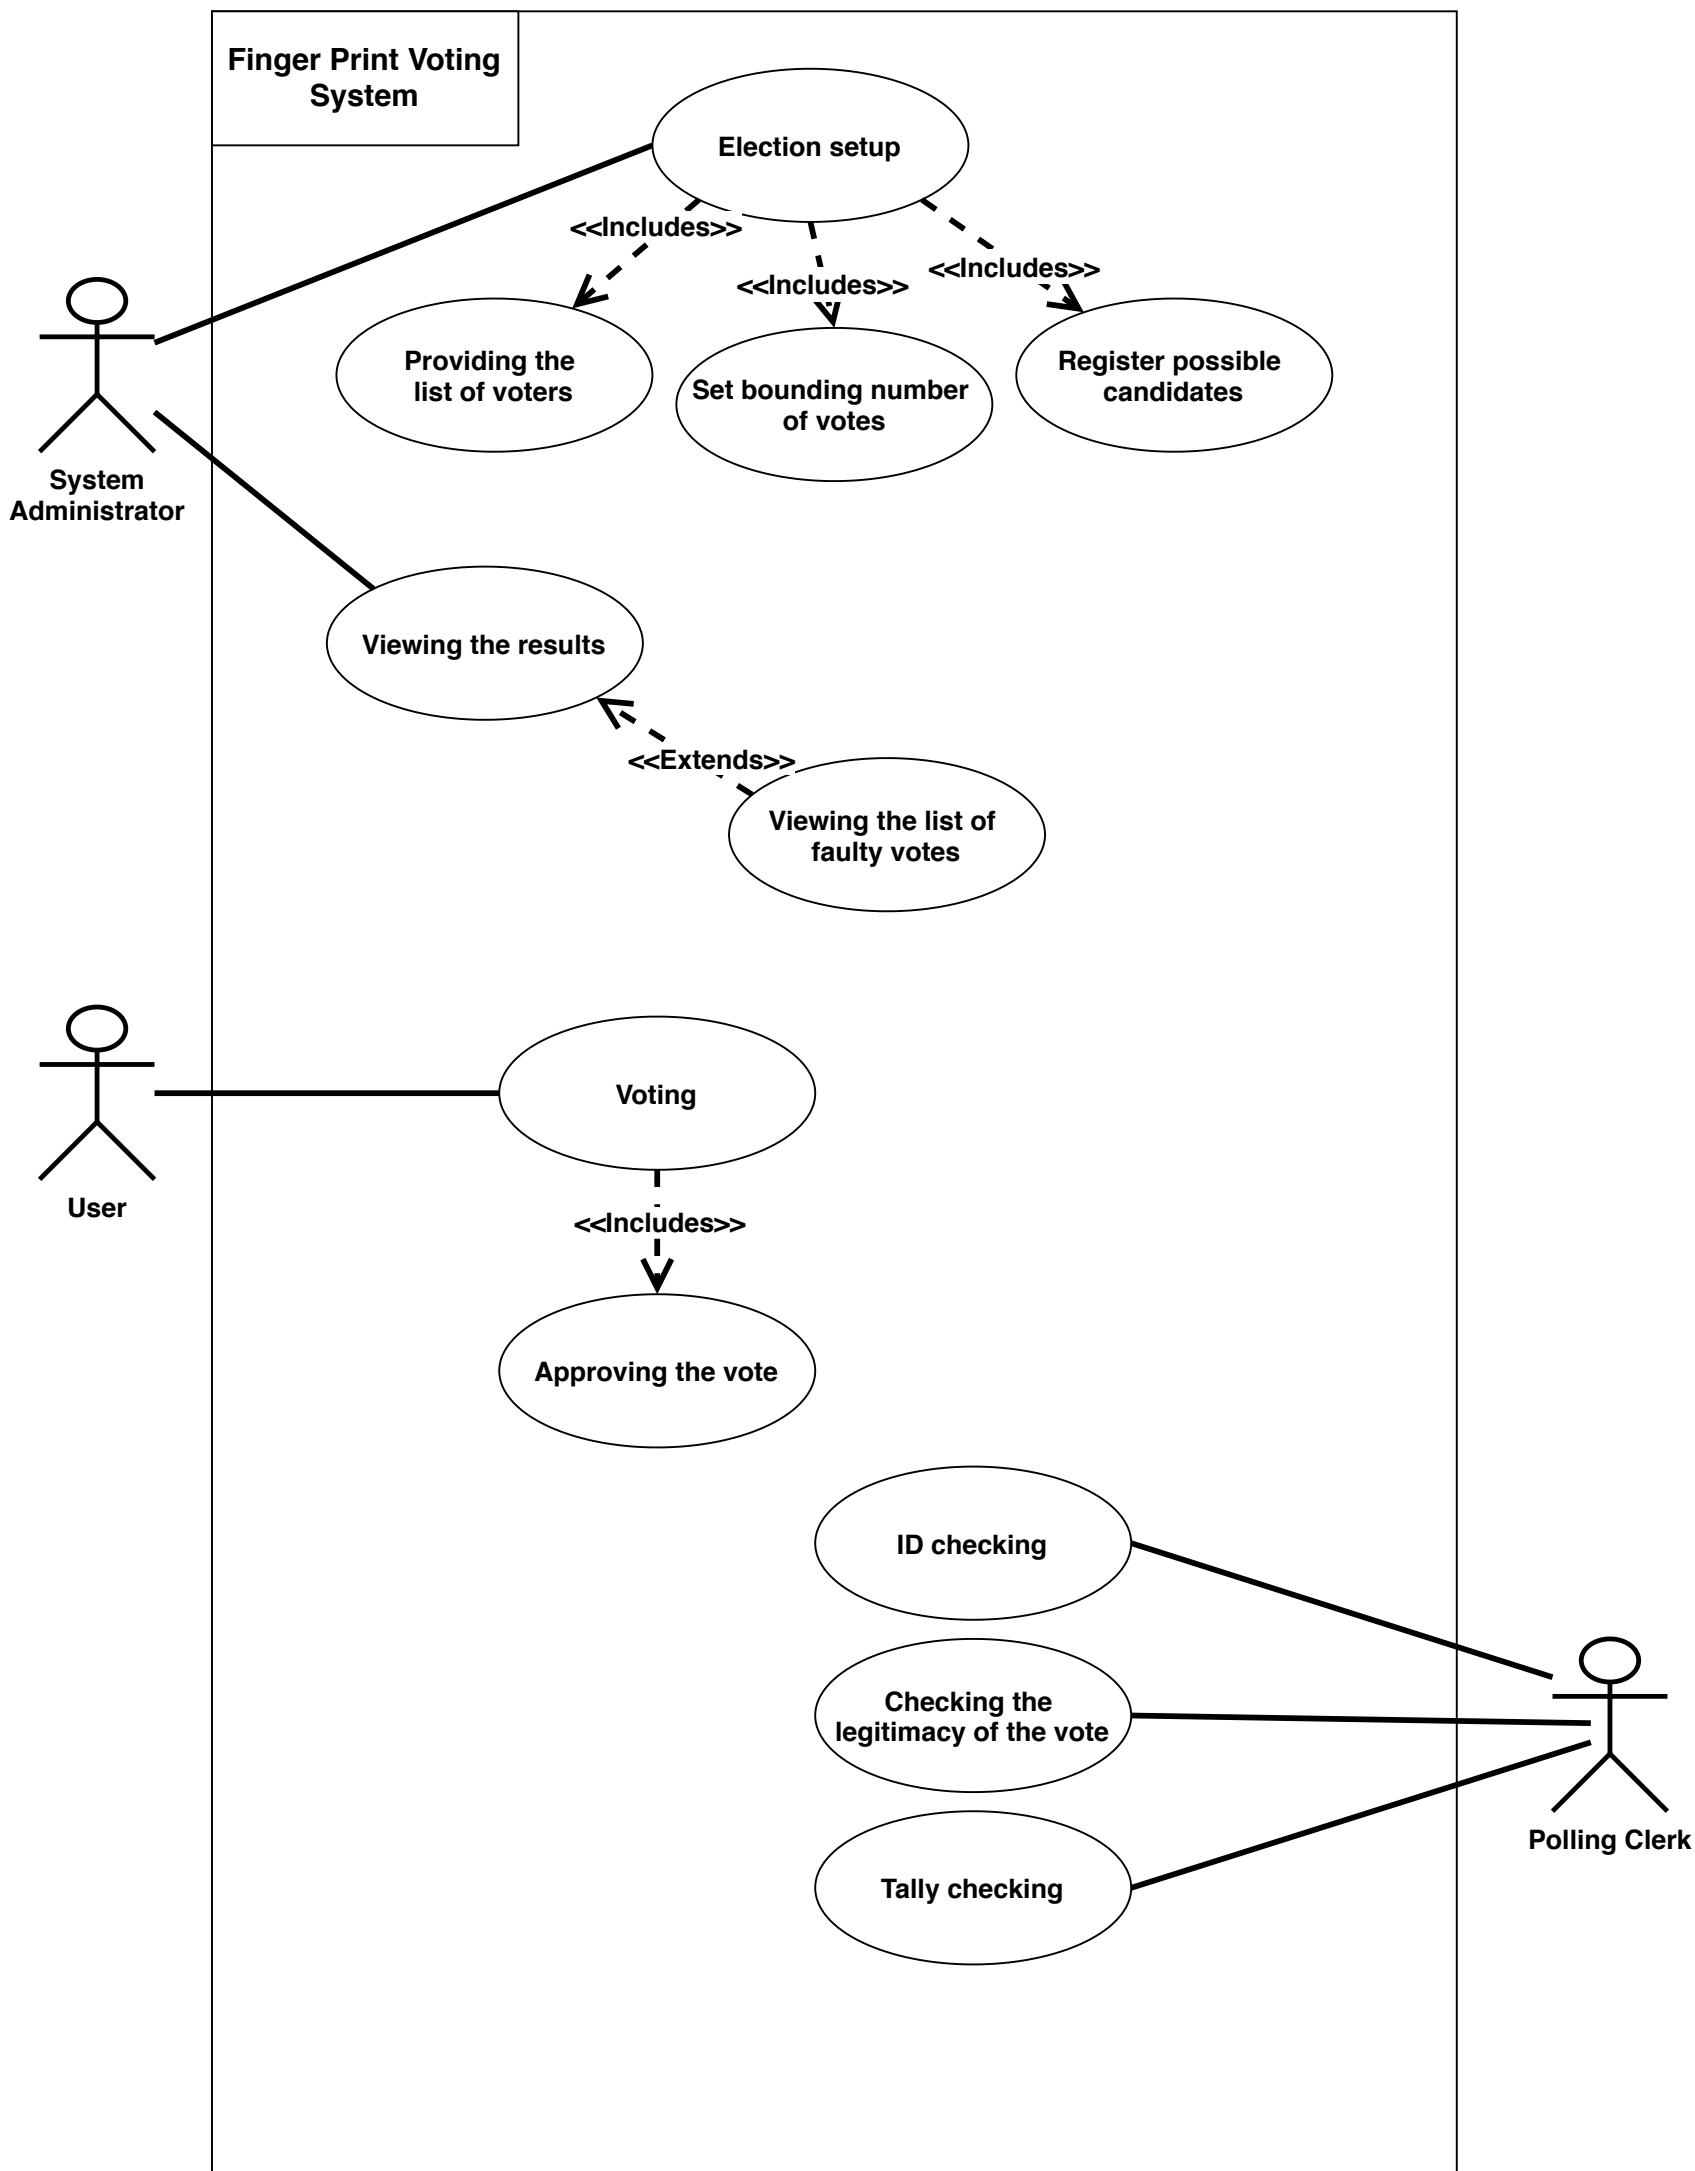 Finger Print Voting
System
Election setup
<<Includes>>
<<Includes>>
<<Includes>>
Providing the
list of voters
Set bounding number
of votes
Register possible
candidates
System
Administrator
Viewing the results
<<Extends>>
Viewing the list of
faulty votes
Voting
User
<<Includes>>
Approving the vote
ID checking
Checking the
legitimacy of the vote
Polling Clerk
Tally checking